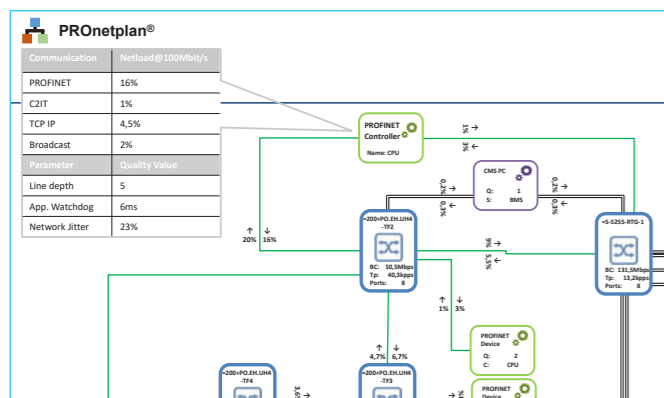 PROnetplan®
Communication Netload@100Mbit/s
PROFINET 16%
C2IT 1%
TCP IP 4,5%
Broadcast 2%
Parameter Quality Value
Line depth 5
App. Watchdog 6ms
Network Jitter 23%
PROFINET
Controller
Name: CPU
1% →
3% ←
CMS PC
Q: 1
S: BMS
0,2% →
0,3% ←
0,2% →
0,3% ←
=200+PO.EH.UH4
-TF2
BC: 50,5Mbps
Tp: 40,3kpps
Ports: 8
=S-S25S-RTG-1
BC: 131,5Mbps
Tp: 13,2kpps
Ports: 8
↑ ↓
20% 16%
9% →
5,5% ←
↑ ↓
1% 3%
PROFINET
Device
Q: 2
C: CPU
↑ ↓
4,7% 6,7%
=200+PO.EH.UH4
-TF4
=200+PO.EH.UH4
-TF3
PROFINET
Device